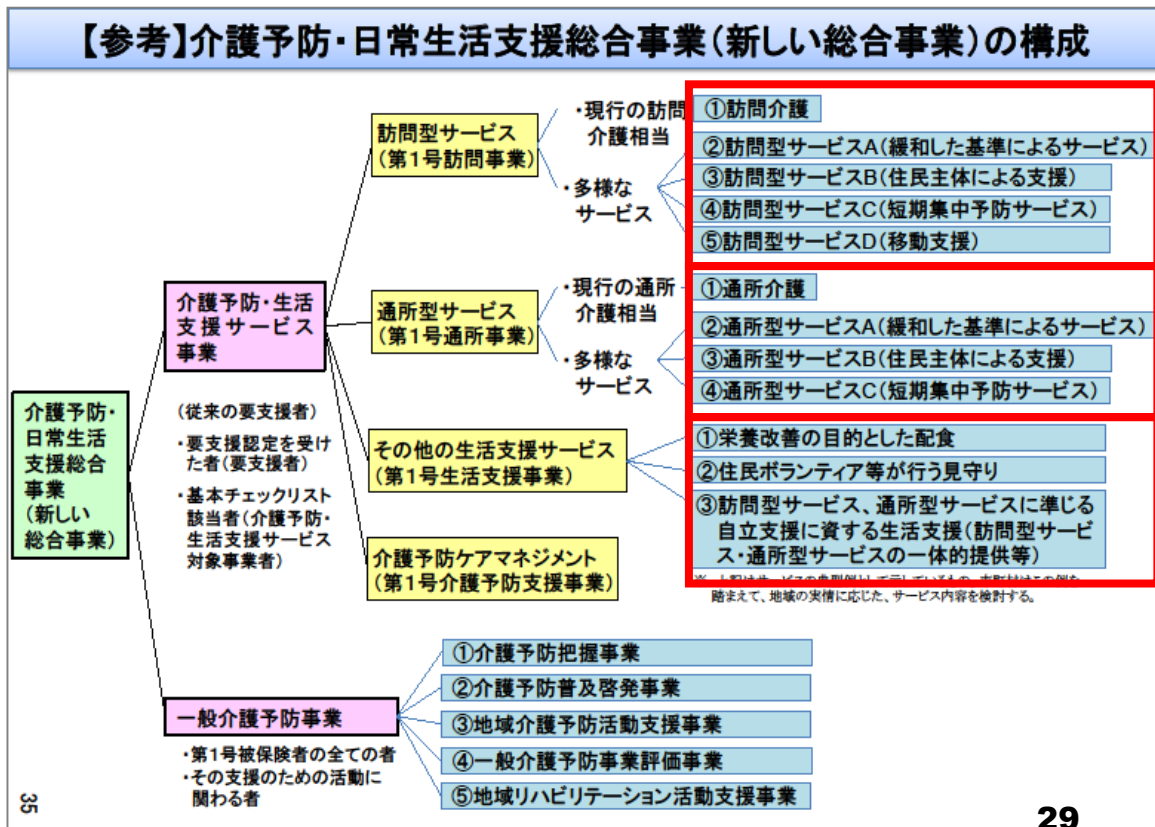 【参考】介護予防・日常生活支援総合事業(新しい総合事業)の構成
介護予防・
日常生活
支援総合
事業
(新しい
総合事業)
介護予防・生活
支援サービス
事業
(従来の要支援者)
・要支援認定を受け
た者(要支援者)
・基本チェックリスト
該当者(介護予防・
生活支援サービス
対象事業者)
訪問型サービス
(第1号訪問事業)
・現行の訪問
介護相当
・多様な
サービス
①訪問介護
②訪問型サービスA(緩和した基準によるサービス)
③訪問型サービスB(住民主体による支援)
④訪問型サービスC(短期集中予防サービス)
⑤訪問型サービスD(移動支援)
通所型サービス
(第1号通所事業)
・現行の通所
介護相当
・多様な
サービス
①通所介護
②通所型サービスA(緩和した基準によるサービス)
③通所型サービスB(住民主体による支援)
④通所型サービスC(短期集中予防サービス)
その他の生活支援サービス
(第1号生活支援事業)
①栄養改善の目的とした配食
②住民ボランティア等が行う見守り
③訪問型サービス、通所型サービスに準じる
自立支援に資する生活支援(訪問型サービ
ス・通所型サービスの一体的提供等)
介護予防ケアマネジメント
(第1号介護予防支援事業)
※ 上記はサービスの典型例として示しているもの。市町村はこの例を
踏まえて、地域の実情に応じた、サービス内容を検討する。
一般介護予防事業
・第1号被保険者の全ての者
・その支援のための活動に
関わる者
①介護予防把握事業
②介護予防普及啓発事業
③地域介護予防活動支援事業
④一般介護予防事業評価事業
⑤地域リハビリテーション活動支援事業
35
29